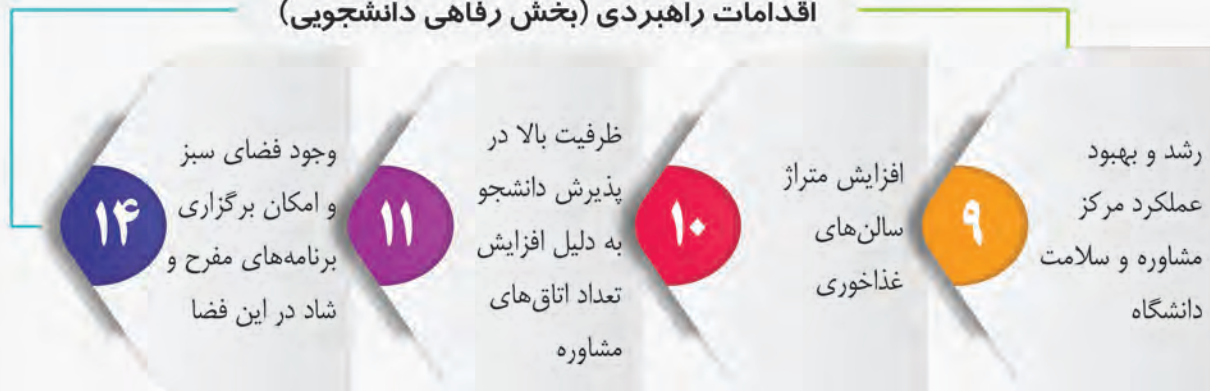 اقدامات راهبردی (بخش رفاهی دانشجویی)
۹
رشد و بهبود
عملکرد مرکز
مشاوره و سلامت
دانشگاه
۱۰
افزایش متراژ
سالن‌های
غذاخوری
۱۱
ظرفیت بالا در
پذیرش دانشجو
به دلیل افزایش
تعداد اتاق‌های
مشاوره
۱۴
وجود فضای سبز
و امکان برگزاری
برنامه‌های مفرح و
شاد در این فضا